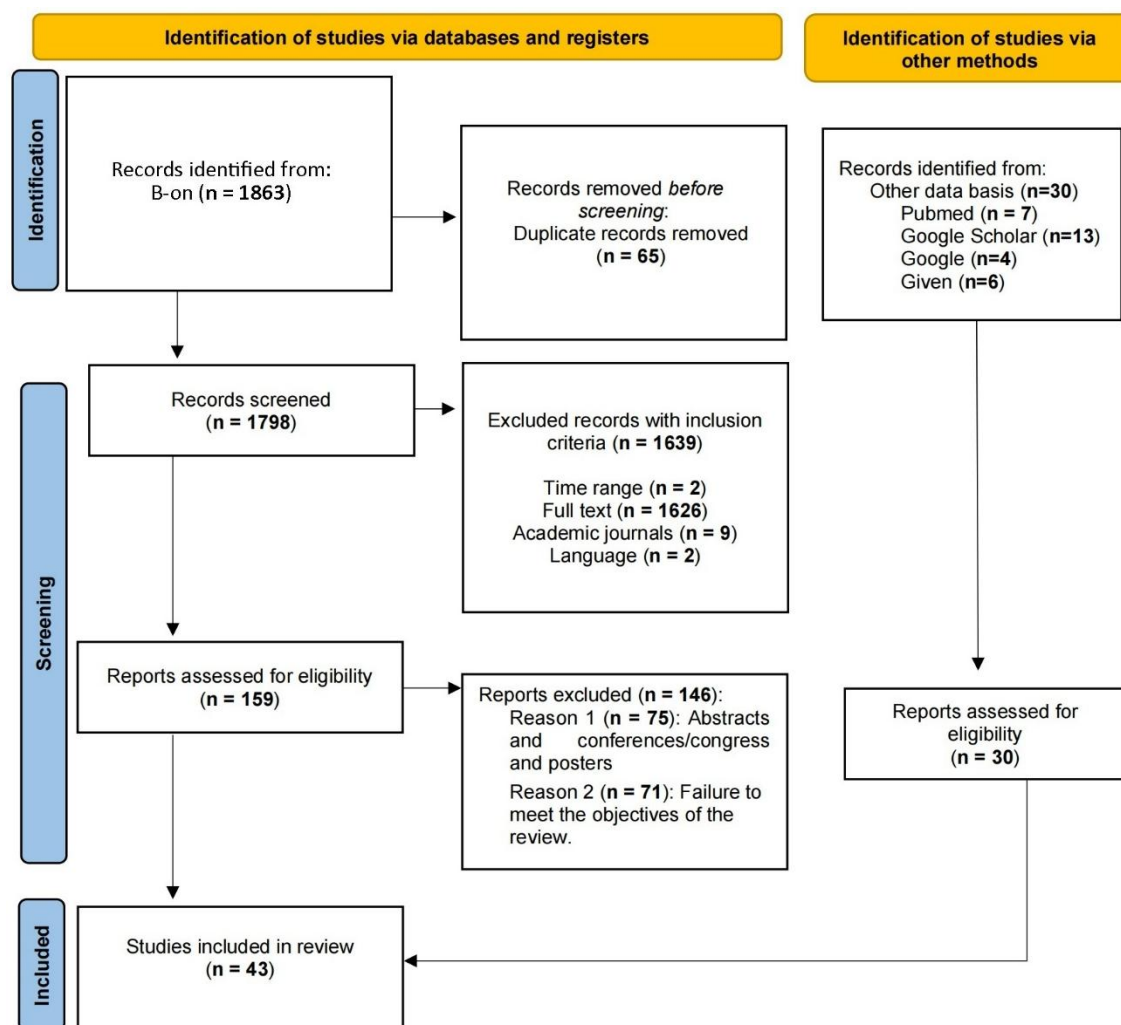 Identification of studies via databases and registers
Identification of studies via
other methods
Identification
Records identified from:
B-on (n = 1863)
Records removed before
screening:
Duplicate records removed
(n = 65)
Records identified from:
Other data basis (n=30)
Pubmed (n = 7)
Google Scholar (n=13)
Google (n=4)
Given (n=6)
Screening
Records screened
(n = 1798)
Excluded records with inclusion
criteria (n = 1639)
Time range (n = 2)
Full text (n = 1626)
Academic journals (n = 9)
Language (n = 2)
Reports assessed for eligibility
(n = 159)
Reports excluded (n = 146):
Reason 1 (n = 75): Abstracts
and conferences/congress
and posters
Reason 2 (n = 71): Failure to
meet the objectives of the
review.
Reports assessed for
eligibility
(n = 30)
Included
Studies included in review
(n = 43)